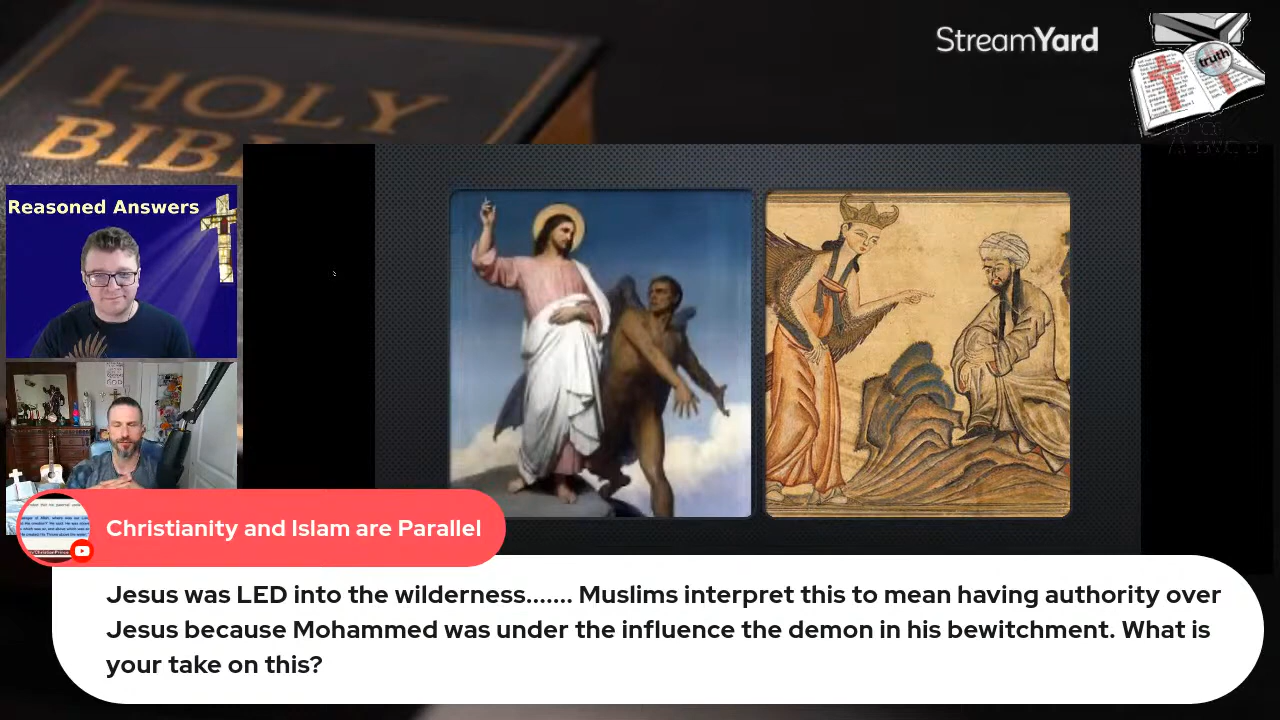 StreamYard
truth
HOLY
BIBL
Reasoned Answers
Christianity and Islam are Parallel
Jesus was LED into the wilderness....... Muslims interpret this to mean having authority over
Jesus because Mohammed was under the influence the demon in his bewitchment. What is
your take on this?